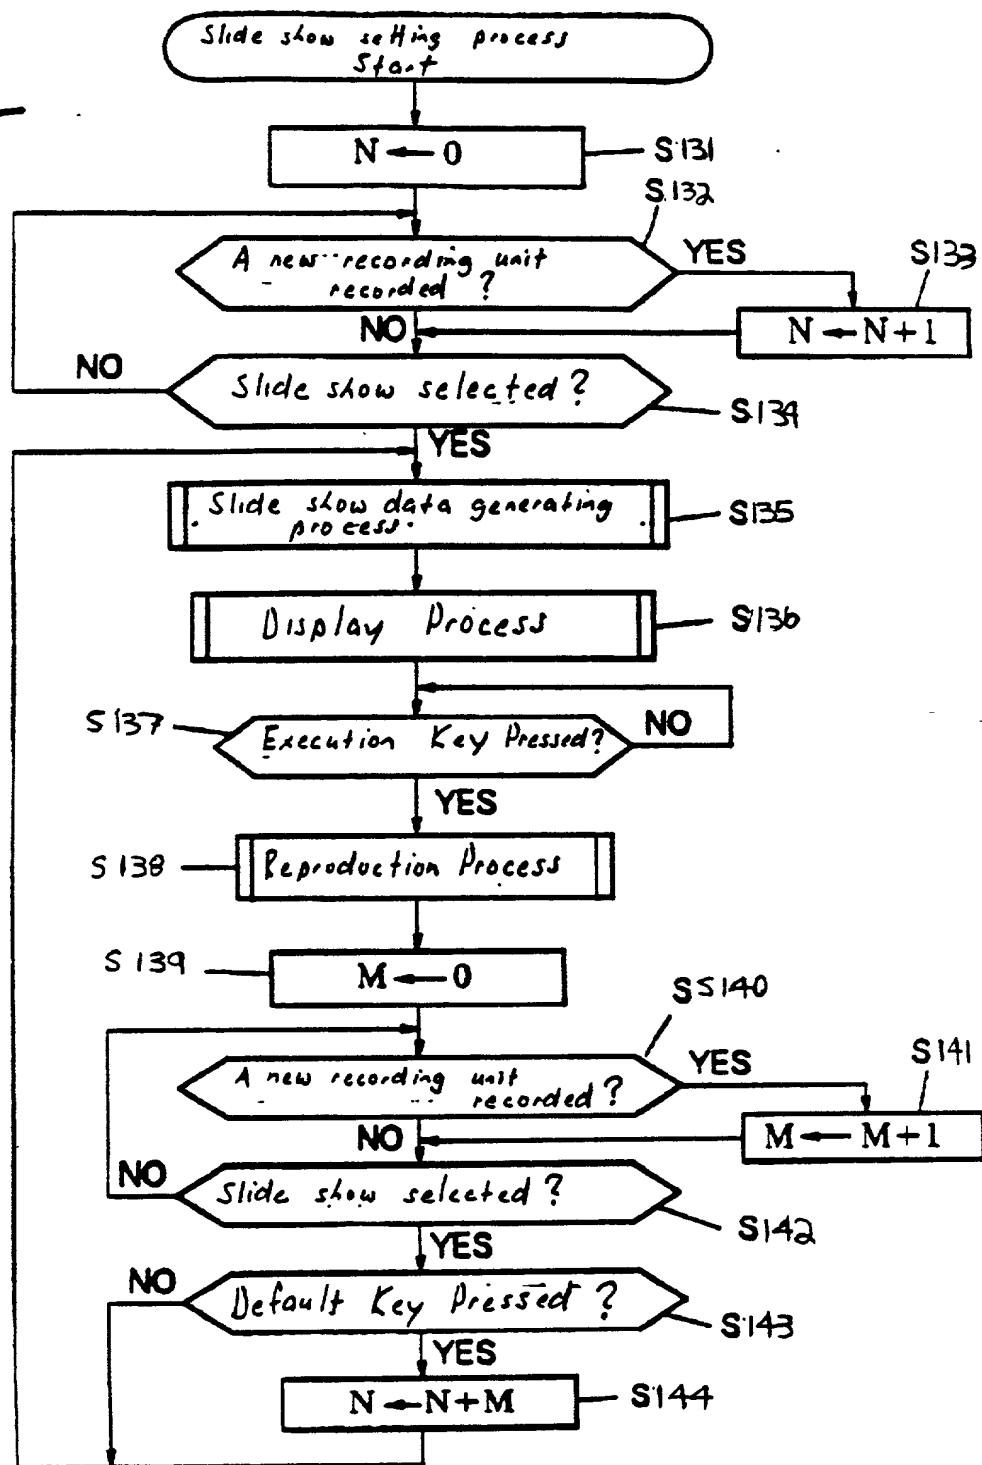 Slide show setting process
Start
N ← 0
S131
S132
A new recording unit
recorded ?
YES
S133
NO
N ← N+1
NO
Slide show selected ?
S134
YES
Slide show data generating
process
S135
Display Process
S136
S137
Execution Key Pressed?
NO
YES
S138
Reproduction Process
S139
M ← 0
SS140
A new recording unit
recorded ?
YES
S141
NO
M ← M+1
NO
Slide show selected ?
S142
YES
NO
Default Key Pressed ?
S143
YES
N ← N+M
S144